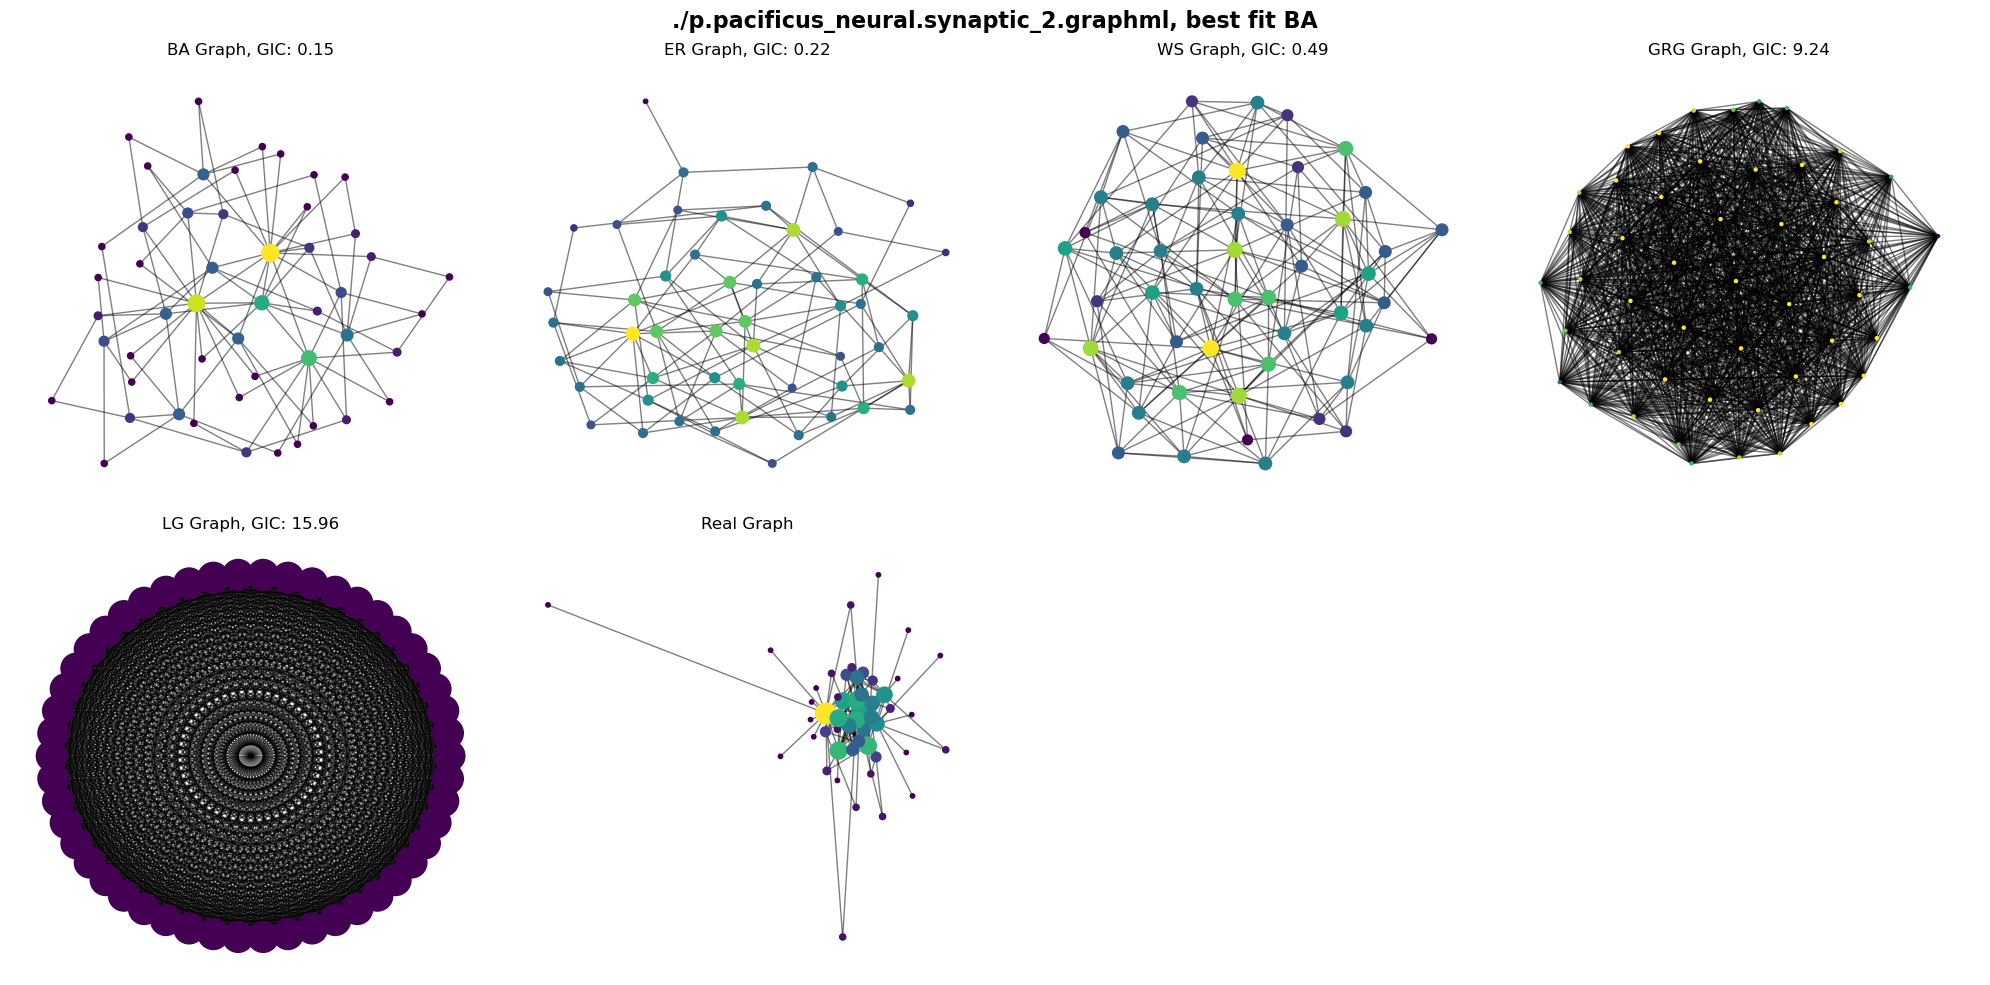 ./p.pacificus_neural.synaptic_2.graphml, best fit BA
BA Graph, GIC: 0.15
ER Graph, GIC: 0.22
WS Graph, GIC: 0.49
GRG Graph, GIC: 9.24
LG Graph, GIC: 15.96
Real Graph